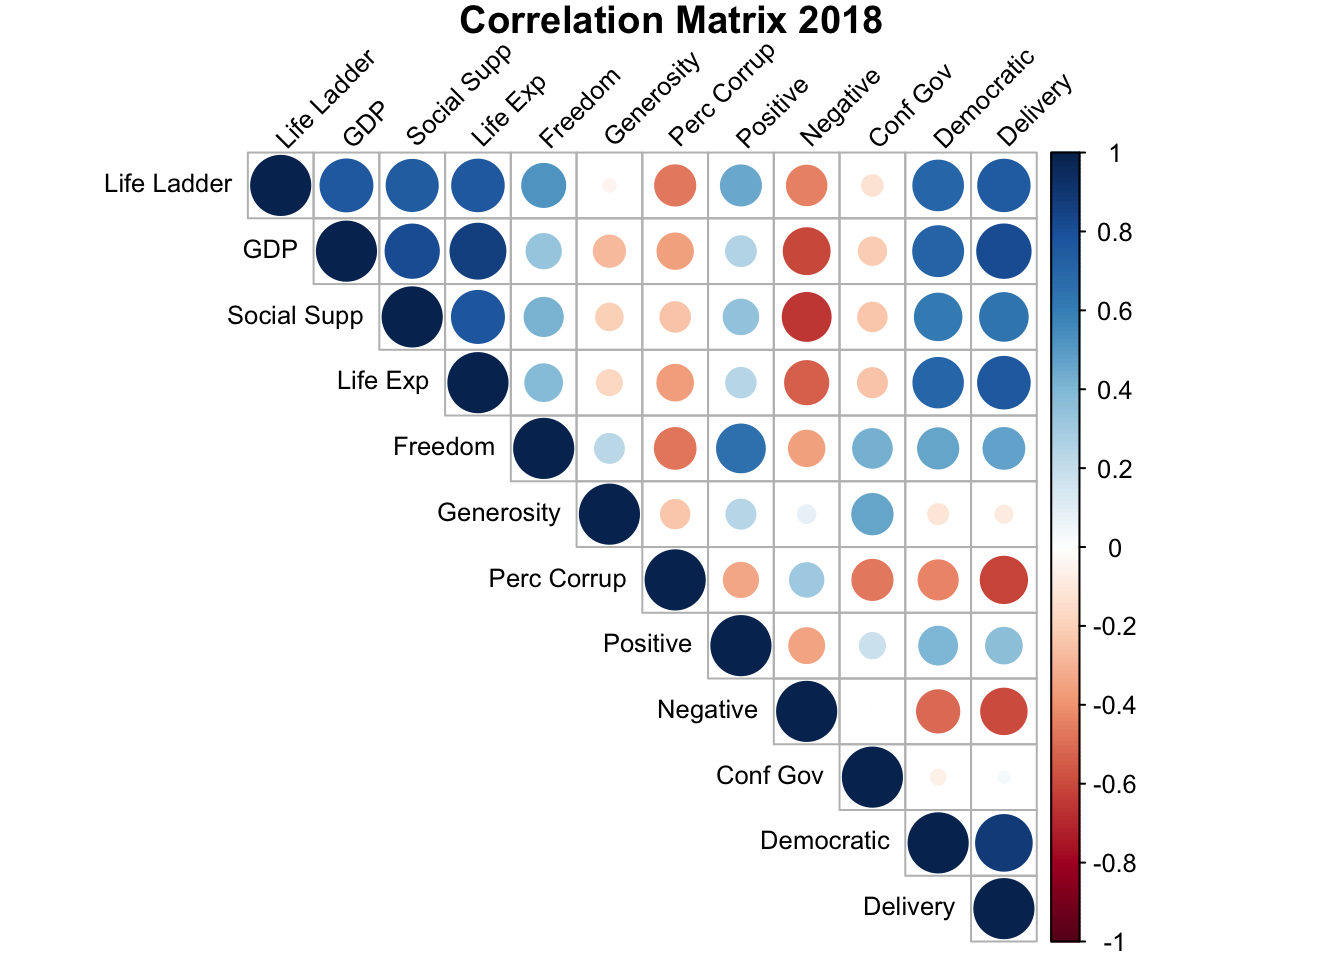 Correlation Matrix 2018
Life Ladder
GDP
Social Supp
Life Exp
Freedom
Generosity
Perc Corrup
Positive
Negative
Conf Gov
Democratic
Delivery
Life Ladder
GDP
Social Supp
Life Exp
Freedom
Generosity
Perc Corrup
Positive
Negative
Conf Gov
Democratic
Delivery
1
0.8
0.6
0.4
0.2
0
-0.2
-0.4
-0.6
-0.8
-1